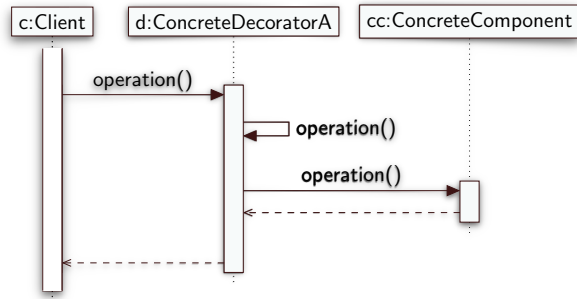 c:Client
d:ConcreteDecoratorA
cc:ConcreteComponent
operation()
operation()
operation()